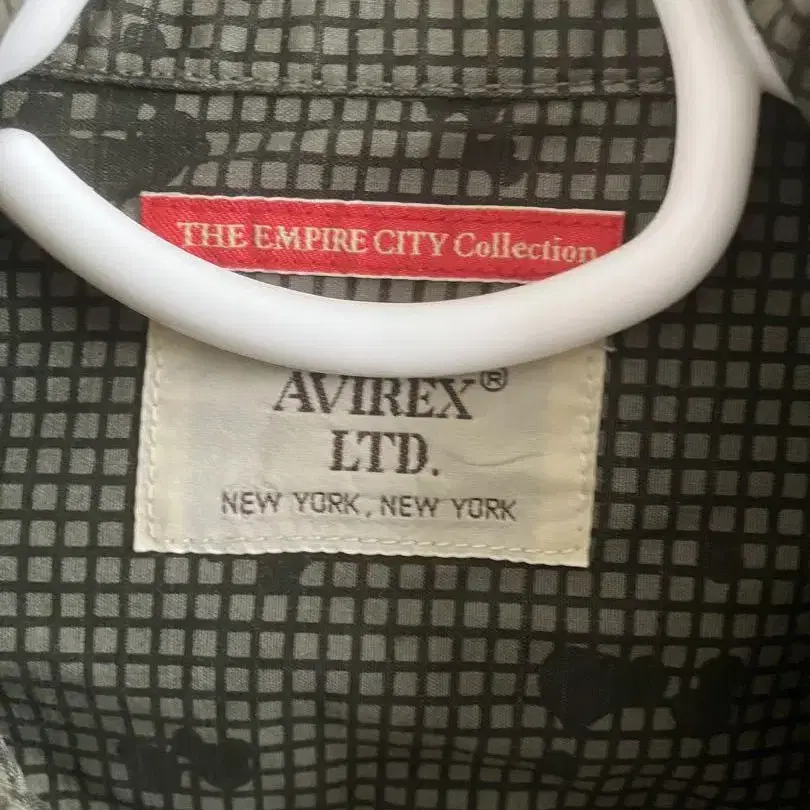 THE EMPIRE CITY Collection
AVIREX®
LTD.
NEW YORK, NEW YORK